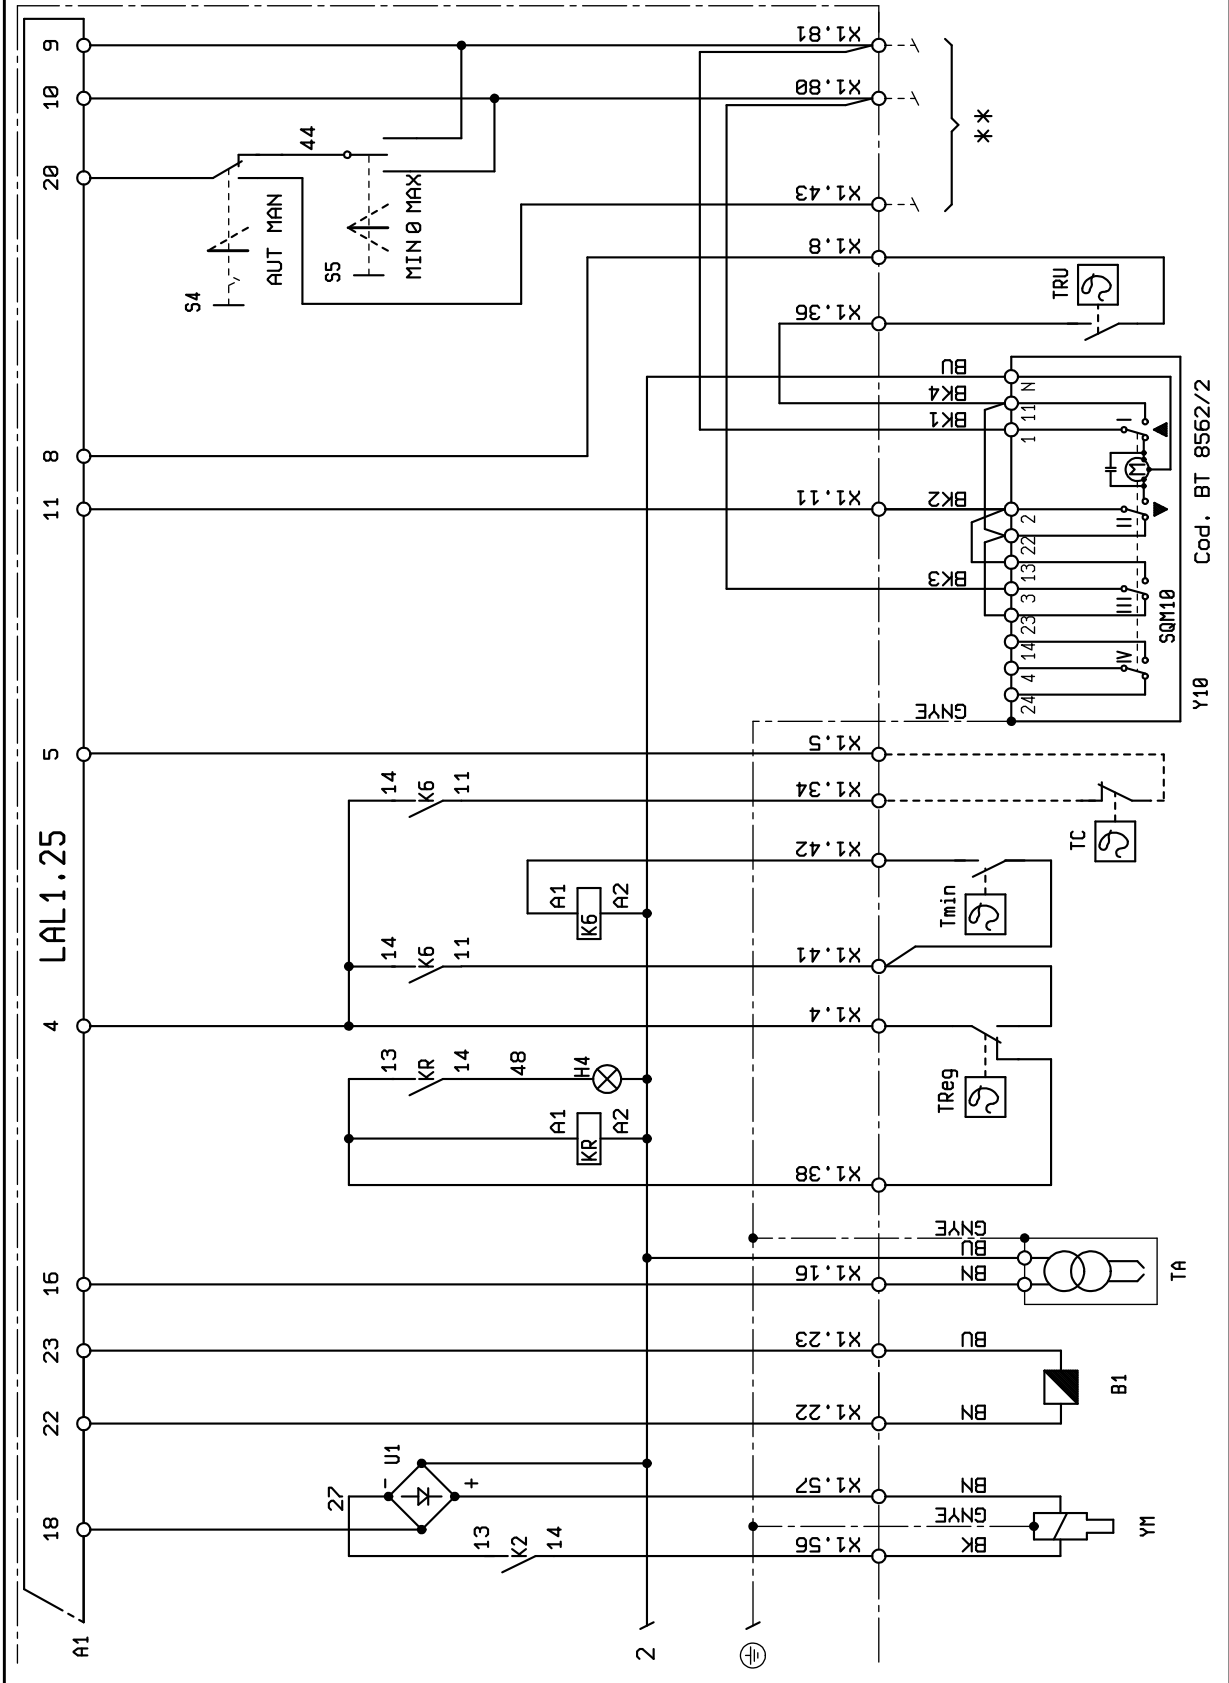 9
10
20
8
11
5
LAL1.25
4
16
23
22
18
A1
44
AUT MAN
S4
S5
MIN 0 MAX
X1.81
X1.80
X1.43
X1.8
X1.36
**
TRU
BU
BK4
BK1
X1.11
BK2
BK3
N
11
1
2
22
13
3
23
14
4
24
I
M
II
III
IV
SQM10
Y10
Cod. BT 8562/2
GNYE
X1.5
X1.34
X1.42
X1.41
X1.4
X1.38
14
K6
11
A1
K6
A2
14
K6
11
TC
Tmin
TReg
13
KR
14
48
H4
A1
KR
A2
GNYE
BU
X1.16
BN
TA
X1.23
BU
X1.22
BN
B1
27
-
U1
+
X1.57
BN
GNYE
13
K2
14
X1.56
BK
YM
2